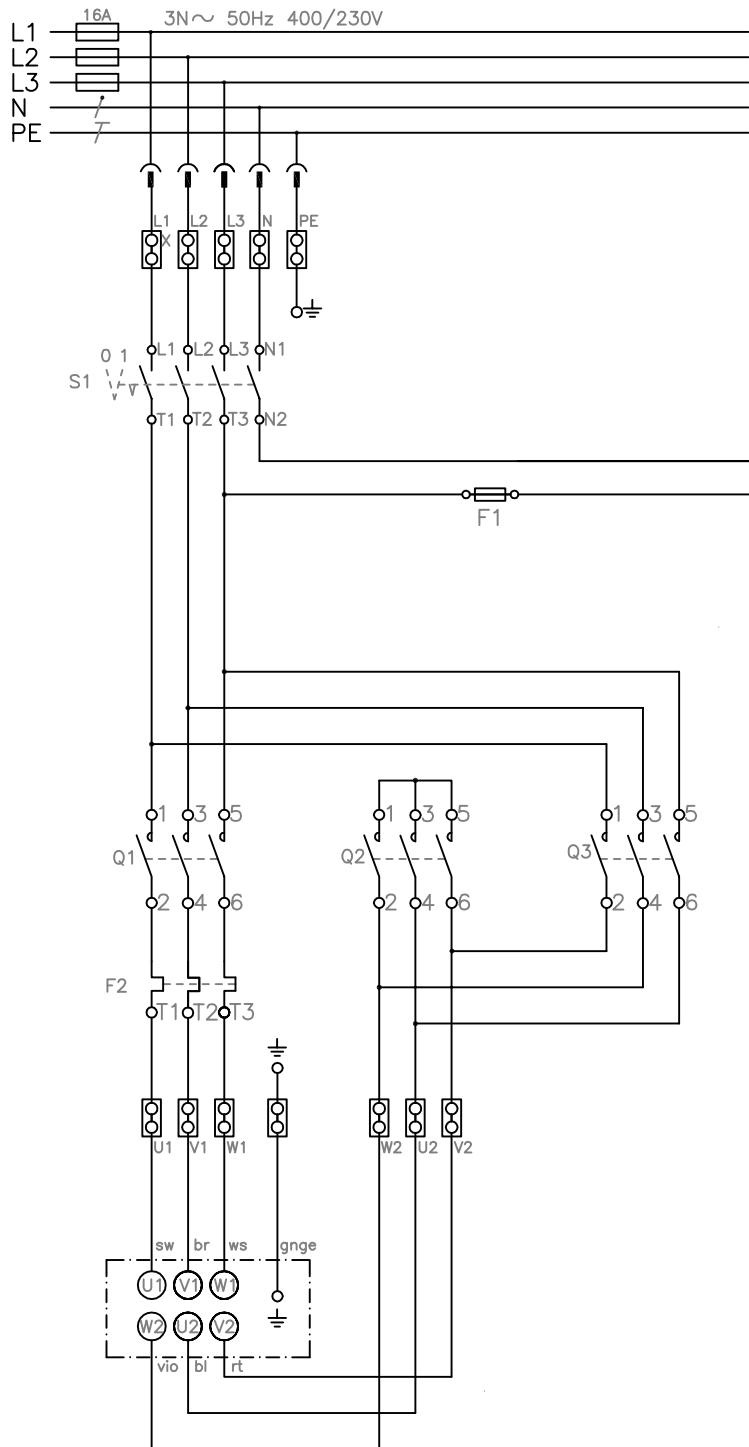 16A 3N~ 50Hz 400/230V
L1
L2
L3
N
PE
L1 L2 L3 N PE
X
L1 L2 L3 N1
0 1
S1
T1 T2 T3 N2
F1
1 3 5 1 3 5 1 3 5
Q1 Q2 Q3
2 4 6 2 4 6 2 4 6
F2
T1 T2 T3
U1 V1 W1 W2 U2 V2
sw br ws gnge
U1 V1 W1
W2 U2 V2
vio bl rt